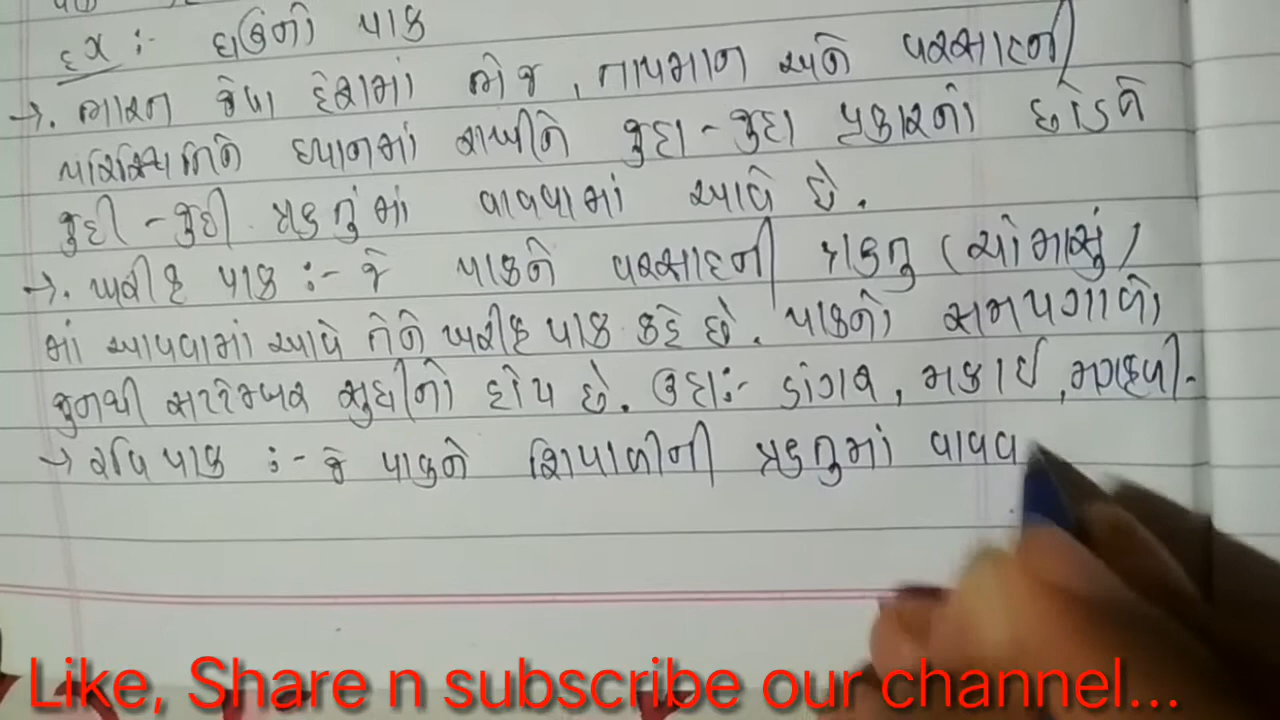 દા.ત :- ઘઉંનો પાક
→. ભારત જેવા દેશમાં ભેજ, તાપમાન અને વરસાદની
પરિસ્થિતિને ધ્યાનમાં રાખીને જુદા-જુદા પ્રકારનો છોડને
જુદી-જુદી ઋતુમાં વાવવામાં આવે છે.
→. ખરીફ પાક :- જે પાકને વરસાદની ઋતુ (ચોમાસું)
માં આવવામાં આવે તેને ખરીફ પાક કહે છે. પાકનો સમયગાળો
જુનથી સપ્ટેમ્બર સુધીનો હોય છે. ઉદા:- ડાંગર, મકાઈ, મગફળી.
→ રવિ પાક :- જે પાકને શિયાળાની ઋતુમાં વાવવ
Like, Share n subscribe our channel...